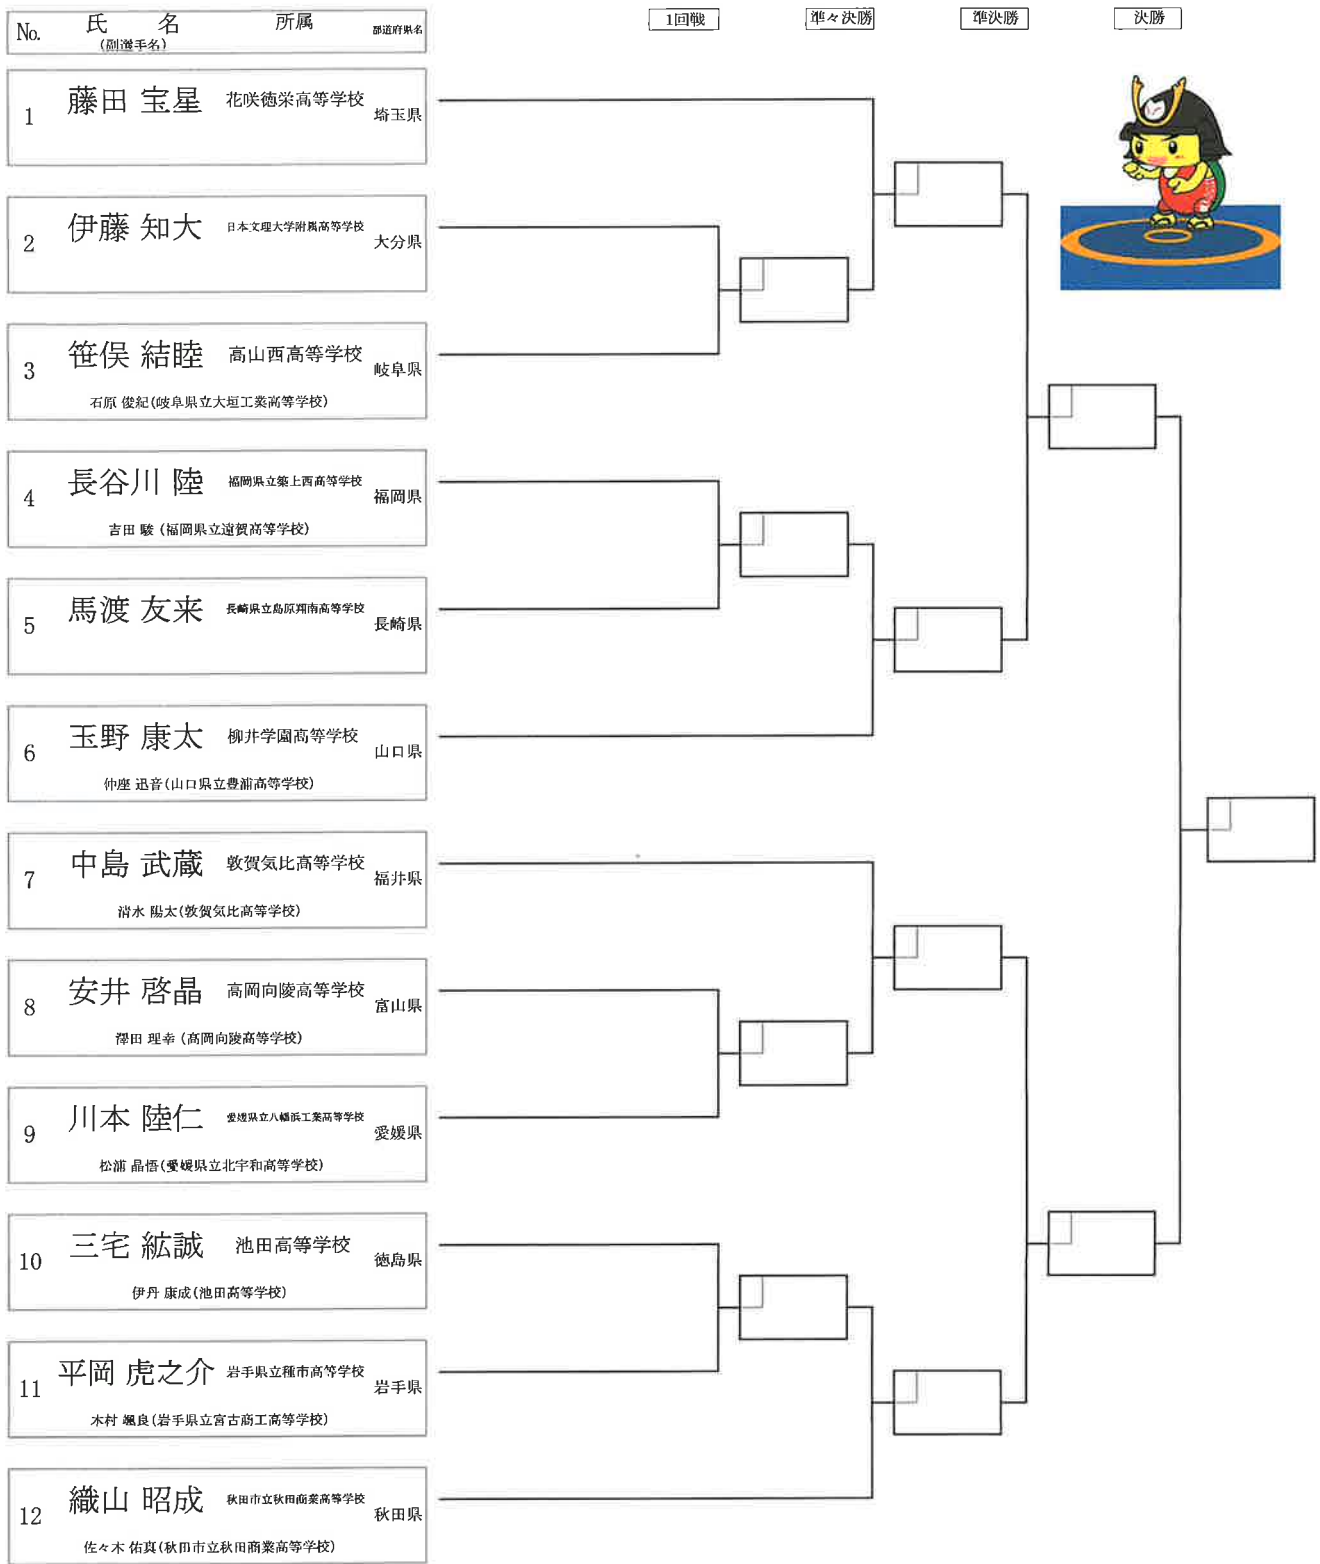 No. 氏 名 所属 都道府県名 1回戦 準々決勝 準決勝 決勝
(副選手名)
1 藤田 宝星 花咲徳栄高等学校 埼玉県
2 伊藤 知大 日本文理大学附属高等学校 大分県
3 笹俣 結睦 高山西高等学校 岐阜県
石原 俊紀(岐阜県立大垣工業高等学校)
4 長谷川 陸 福岡県立築上西高等学校 福岡県
吉田 駿 (福岡県立遠賀高等学校)
5 馬渡 友来 長崎県立島原翔南高等学校 長崎県
6 玉野 康太 柳井学園高等学校 山口県
仲座 迅音(山口県立豊浦高等学校)
7 中島 武蔵 敦賀気比高等学校 福井県
清水 陽太(敦賀気比高等学校)
8 安井 啓晶 高岡向陵高等学校 富山県
澤田 理幸 (高岡向陵高等学校)
9 川本 陸仁 愛媛県立八幡浜工業高等学校 愛媛県
松浦 晶悟(愛媛県立北宇和高等学校)
10 三宅 紘誠 池田高等学校 徳島県
伊丹 康成(池田高等学校)
11 平岡 虎之介 岩手県立種市高等学校 岩手県
木村 颯良(岩手県立宮古商工高等学校)
12 織山 昭成 秋田市立秋田商業高等学校 秋田県
佐々木 佑真(秋田市立秋田商業高等学校)